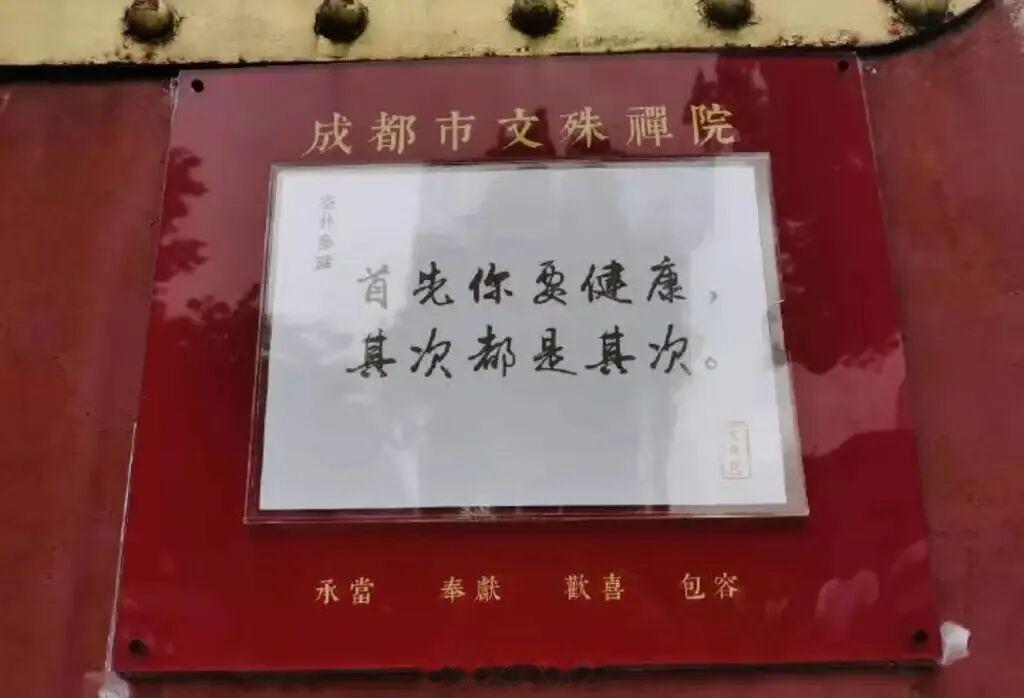 成都市文殊禪院
首先你要健康，
其次都是其次。
承當 奉獻 歡喜 包容